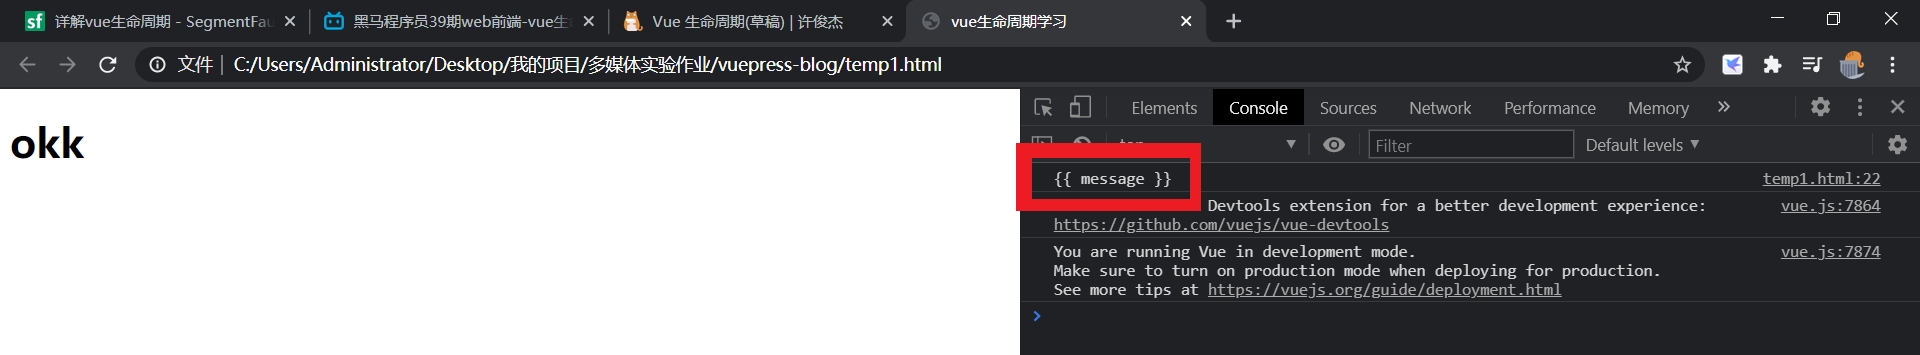 详解vue生命周期 - SegmentFau
黑马程序员39期web前端-vue生
Vue 生命周期(草稿) | 许俊杰
vue生命周期学习
文件 | C:/Users/Administrator/Desktop/我的项目/多媒体实验作业/vuepress-blog/temp1.html
okk
Elements Console Sources Network Performance Memory »
Filter Default levels ▼
{{ message }} temp1.html:22
Devtools extension for a better development experience: vue.js:7864
https://github.com/vuejs/vue-devtools
You are running Vue in development mode. vue.js:7874
Make sure to turn on production mode when deploying for production.
See more tips at https://vuejs.org/guide/deployment.html